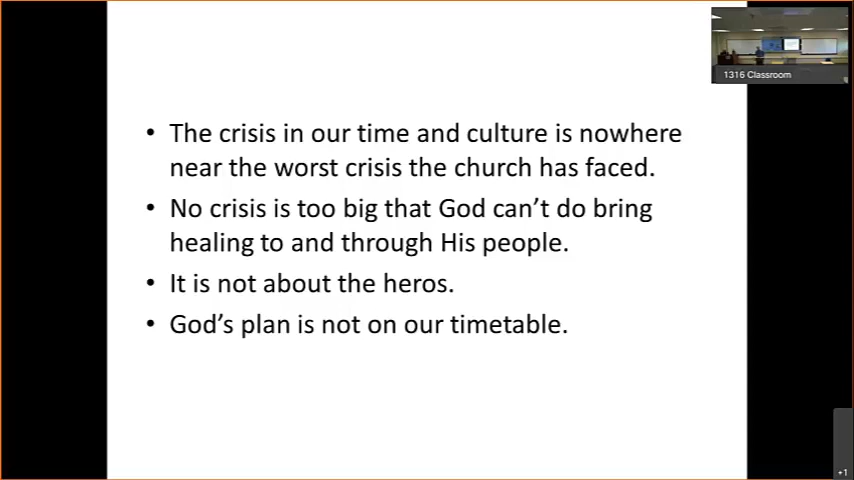 1316 Classroom
• The crisis in our time and culture is nowhere
near the worst crisis the church has faced.
• No crisis is too big that God can’t do bring
healing to and through His people.
• It is not about the heros.
• God’s plan is not on our timetable.
+1